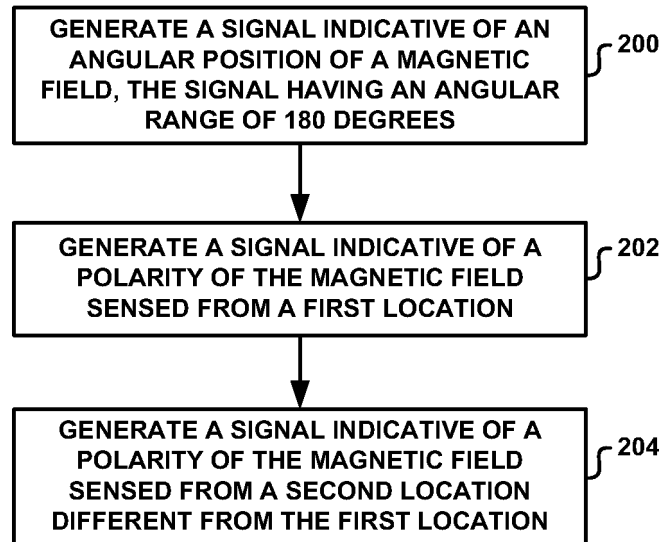 GENERATE A SIGNAL INDICATIVE OF AN
ANGULAR POSITION OF A MAGNETIC
FIELD, THE SIGNAL HAVING AN ANGULAR
RANGE OF 180 DEGREES
200
GENERATE A SIGNAL INDICATIVE OF A
POLARITY OF THE MAGNETIC FIELD
SENSED FROM A FIRST LOCATION
202
GENERATE A SIGNAL INDICATIVE OF A
POLARITY OF THE MAGNETIC FIELD
SENSED FROM A SECOND LOCATION
DIFFERENT FROM THE FIRST LOCATION
204